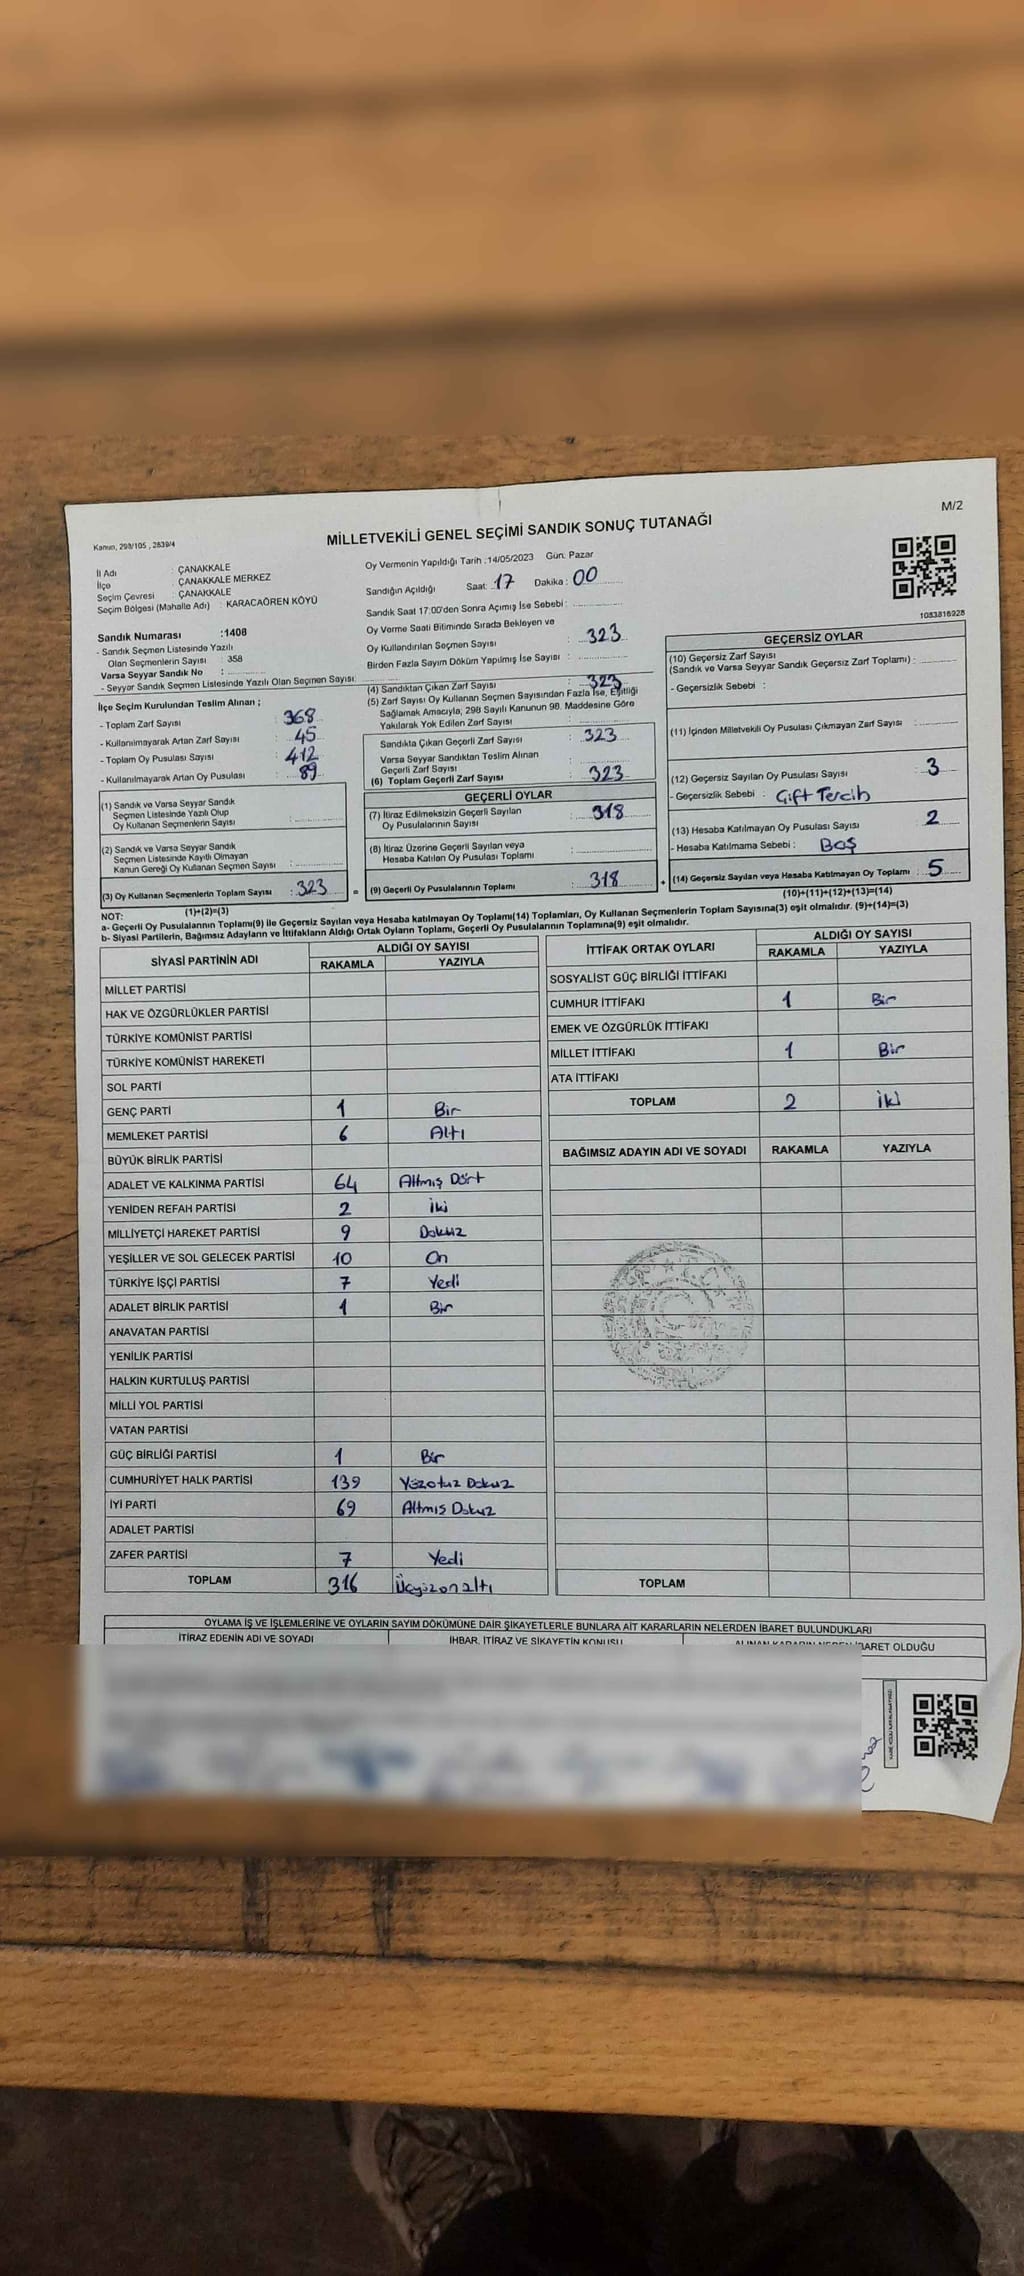 M/2
MİLLETVEKİLİ GENEL SEÇİMİ SANDIK SONUÇ TUTANAĞI
Kanun, 298/105 , 2839/4
İl Adı : ÇANAKKALE
İlçe : ÇANAKKALE MERKEZ
Seçim Çevresi : ÇANAKKALE
Seçim Bölgesi (Mahalle Adı) : KARACAÖREN KÖYÜ
Sandık Numarası :1408
- Sandık Seçmen Listesinde Yazılı
Olan Seçmenlerin Sayısı : 358
Varsa Seyyar Sandık No :
- Seyyar Sandık Seçmen Listesinde Yazılı Olan Seçmen Sayısı:
Oy Vermenin Yapıldığı Tarih :14/05/2023 Gün: Pazar
Sandığın Açıldığı Saat: 17 Dakika : 00
Sandık Saat 17:00'den Sonra Açımış İse Sebebi :
Oy Verme Saati Bitiminde Sırada Bekleyen ve
Oy Kullandırılan Seçmen Sayısı : 323
Birden Fazla Sayım Döküm Yapılmış İse Sayısı :
1083816928
İlçe Seçim Kurulundan Teslim Alınan ;
- Toplam Zarf Sayısı : 368
- Kullanılmayarak Artan Zarf Sayısı : 45
- Toplam Oy Pusulası Sayısı : 412
- Kullanılmayarak Artan Oy Pusulası : 89
(4) Sandıktan Çıkan Zarf Sayısı : 323
(5) Zarf Sayısı Oy Kullanan Seçmen Sayısından Fazla İse, Eşitliği
Sağlamak Amacıyla; 298 Sayılı Kanunun 98. Maddesine Göre
Yakılarak Yok Edilen Zarf Sayısı :
Sandıkta Çıkan Geçerli Zarf Sayısı : 323
Varsa Seyyar Sandıktan Teslim Alınan
Geçerli Zarf Sayısı :
(6) Toplam Geçerli Zarf Sayısı : 323
GEÇERSİZ OYLAR
(10) Geçersiz Zarf Sayısı
(Sandık ve Varsa Seyyar Sandık Geçersiz Zarf Toplamı) :
- Geçersizlik Sebebi :
(11) İçinden Milletvekili Oy Pusulası Çıkmayan Zarf Sayısı :
(12) Geçersiz Sayılan Oy Pusulası Sayısı : 3
- Geçersizlik Sebebi : Çift Tercih
(13) Hesaba Katılmayan Oy Pusulası Sayısı : 2
- Hesaba Katılmama Sebebi : Boş
(14) Geçersiz Sayılan veya Hesaba Katılmayan Oy Toplamı : 5
(10)+(11)+(12)+(13)=(14)
(1) Sandık ve Varsa Seyyar Sandık
Seçmen Listesinde Yazılı Olup
Oy Kullanan Seçmenlerin Sayısı :
(2) Sandık ve Varsa Seyyar Sandık
Seçmen Listesinde Kayıtlı Olmayan
Kanun Gereği Oy Kullanan Seçmen Sayısı :
(3) Oy Kullanan Seçmenlerin Toplam Sayısı : 323 =
(1)+(2)=(3)
GEÇERLİ OYLAR
(7) İtiraz Edilmeksizin Geçerli Sayılan
Oy Pusulalarının Sayısı : 318
(8) İtiraz Üzerine Geçerli Sayılan veya
Hesaba Katılan Oy Pusulası Toplamı :
(9) Geçerli Oy Pusulalarının Toplamı : 318 +
NOT:
a- Geçerli Oy Pusulalarının Toplamı(9) ile Geçersiz Sayılan veya Hesaba katılmayan Oy Toplamı(14) Toplamları, Oy Kullanan Seçmenlerin Toplam Sayısına(3) eşit olmalıdır. (9)+(14)=(3)
b- Siyasi Partilerin, Bağımsız Adayların ve İttifakların Aldığı Ortak Oyların Toplamı, Geçerli Oy Pusulalarının Toplamına(9) eşit olmalıdır.
SİYASİ PARTİNİN ADI ALDIĞI OY SAYISI
RAKAMLA YAZIYLA
MİLLET PARTİSİ
HAK VE ÖZGÜRLÜKLER PARTİSİ
TÜRKİYE KOMÜNİST PARTİSİ
TÜRKİYE KOMÜNİST HAREKETİ
SOL PARTİ
GENÇ PARTİ 1 Bir
MEMLEKET PARTİSİ 6 Altı
BÜYÜK BİRLİK PARTİSİ
ADALET VE KALKINMA PARTİSİ 64 Altmış Dört
YENİDEN REFAH PARTİSİ 2 İki
MİLLİYETÇİ HAREKET PARTİSİ 9 Dokuz
YEŞİLLER VE SOL GELECEK PARTİSİ 10 On
TÜRKİYE İŞÇİ PARTİSİ 7 Yedi
ADALET BİRLİK PARTİSİ 1 Bir
ANAVATAN PARTİSİ
YENİLİK PARTİSİ
HALKIN KURTULUŞ PARTİSİ
MİLLİ YOL PARTİSİ
VATAN PARTİSİ
GÜÇ BİRLİĞİ PARTİSİ 1 Bir
CUMHURİYET HALK PARTİSİ 139 Yüzotuz Dokuz
İYİ PARTİ 69 Altmış Dokuz
ADALET PARTİSİ
ZAFER PARTİSİ 7 Yedi
TOPLAM 316 Üçyüzonaltı
İTTİFAK ORTAK OYLARI ALDIĞI OY SAYISI
RAKAMLA YAZIYLA
SOSYALİST GÜÇ BİRLİĞİ İTTİFAKI
CUMHUR İTTİFAKI 1 Bir
EMEK VE ÖZGÜRLÜK İTTİFAKI
MİLLET İTTİFAKI 1 Bir
ATA İTTİFAKI
TOPLAM 2 İki
BAĞIMSIZ ADAYIN ADI VE SOYADI RAKAMLA YAZIYLA
TOPLAM
OYLAMA İŞ VE İŞLEMLERİNE VE OYLARIN SAYIM DÖKÜMÜNE DAİR ŞİKAYETLERLE BUNLARA AİT KARARLARIN NELERDEN İBARET BULUNDUKLARI
İTİRAZ EDENİN ADI VE SOYADI İHBAR, İTİRAZ VE ŞİKAYETİN KONUSU ALINAN KARARIN NEDEN İBARET OLDUĞU